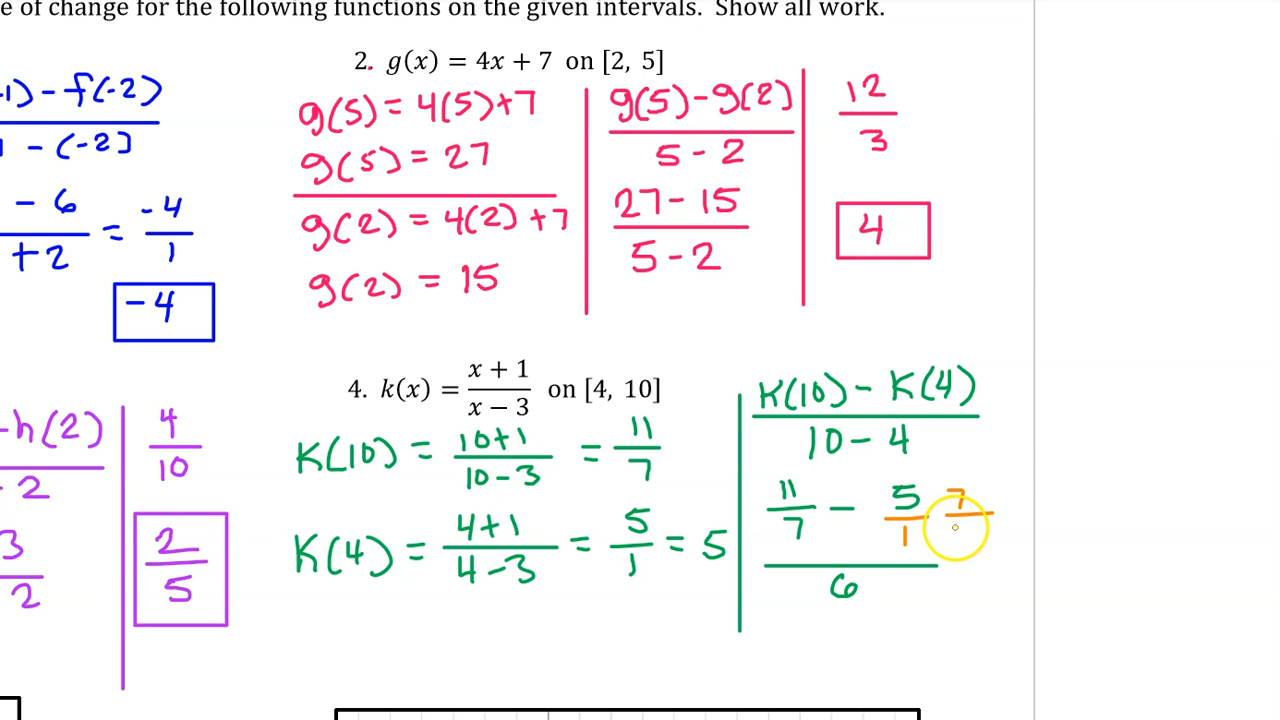 e of change for the following functions on the given intervals. Show all work.
-1) - f(-2)
1 - (-2)
- 6
+ 2
= -4/1
-4
2. g(x) = 4x + 7 on [2, 5]
g(5) = 4(5)+7
g(5) = 27
g(2) = 4(2) +7
g(2) = 15
g(5) - g(2)
5 - 2
27 - 15
5 - 2
12
3
4
-h(2)
- 2
3
2
4
10
2
5
4. k(x) = (x + 1)/(x − 3) on [4, 10]
K(10) = (10+1)/(10-3) = 11/7
K(4) = (4+1)/(4-3) = 5/1 = 5
K(10) - K(4)
10 - 4
11/7 - 5/1 7
6